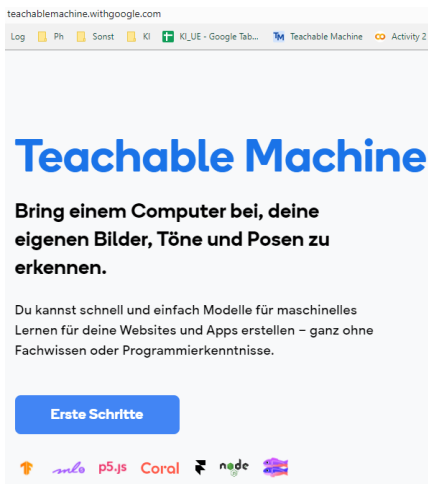 teachablemachine.withgoogle.com
Log Ph Sonst KI KI_UE - Google Tab... Teachable Machine Activity 2
Teachable Machine
Bring einem Computer bei, deine
eigenen Bilder, Töne und Posen zu
erkennen.
Du kannst schnell und einfach Modelle für maschinelles
Lernen für deine Websites und Apps erstellen – ganz ohne
Fachwissen oder Programmierkenntnisse.
Erste Schritte
p5.js Coral node